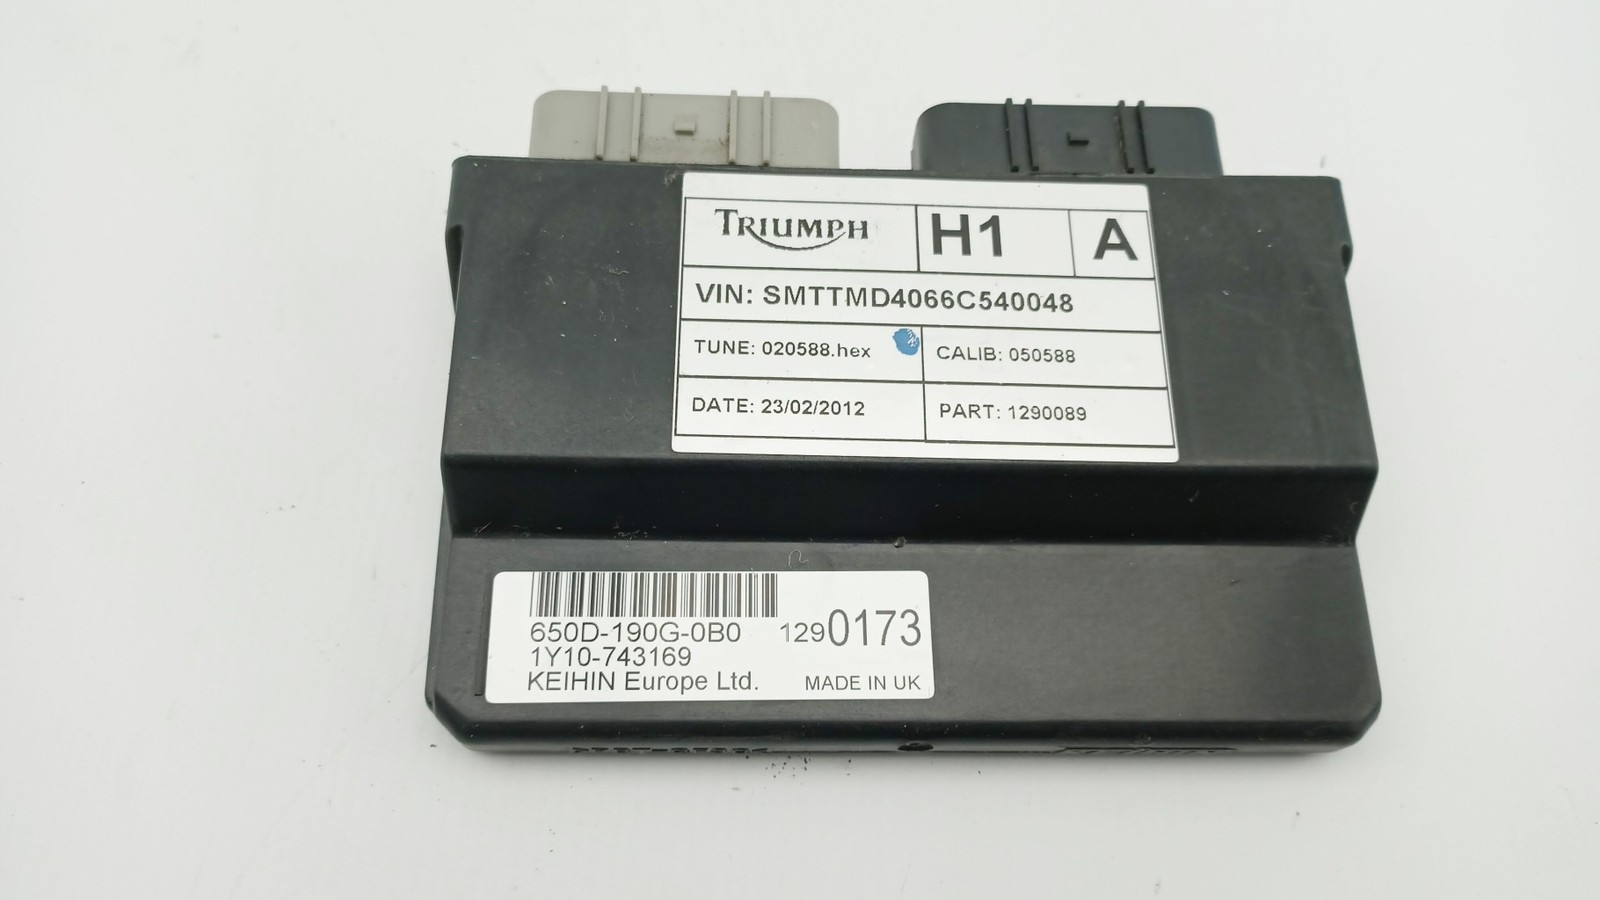 TRIUMPH H1 A
VIN: SMTTMD4066C540048
TUNE: 020588.hex CALIB: 050588
DATE: 23/02/2012 PART: 1290089
650D-190G-0B0 1290173
1Y10-743169
KEIHIN Europe Ltd. MADE IN UK